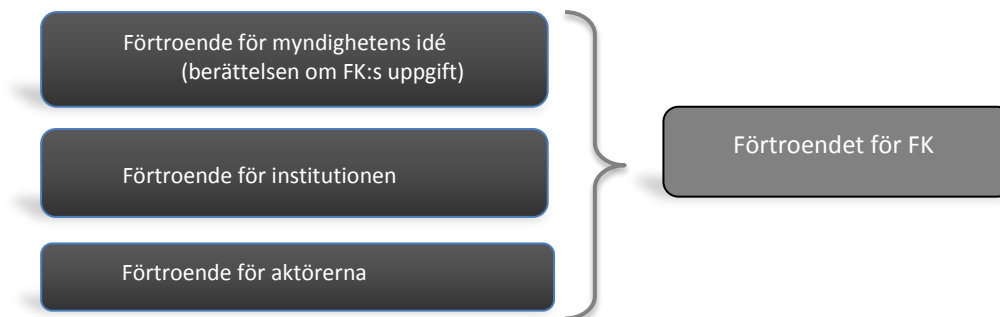 Förtroende för myndighetens idé
(berättelsen om FK:s uppgift)
Förtroende för institutionen
Förtroende för aktörerna
Förtroendet för FK